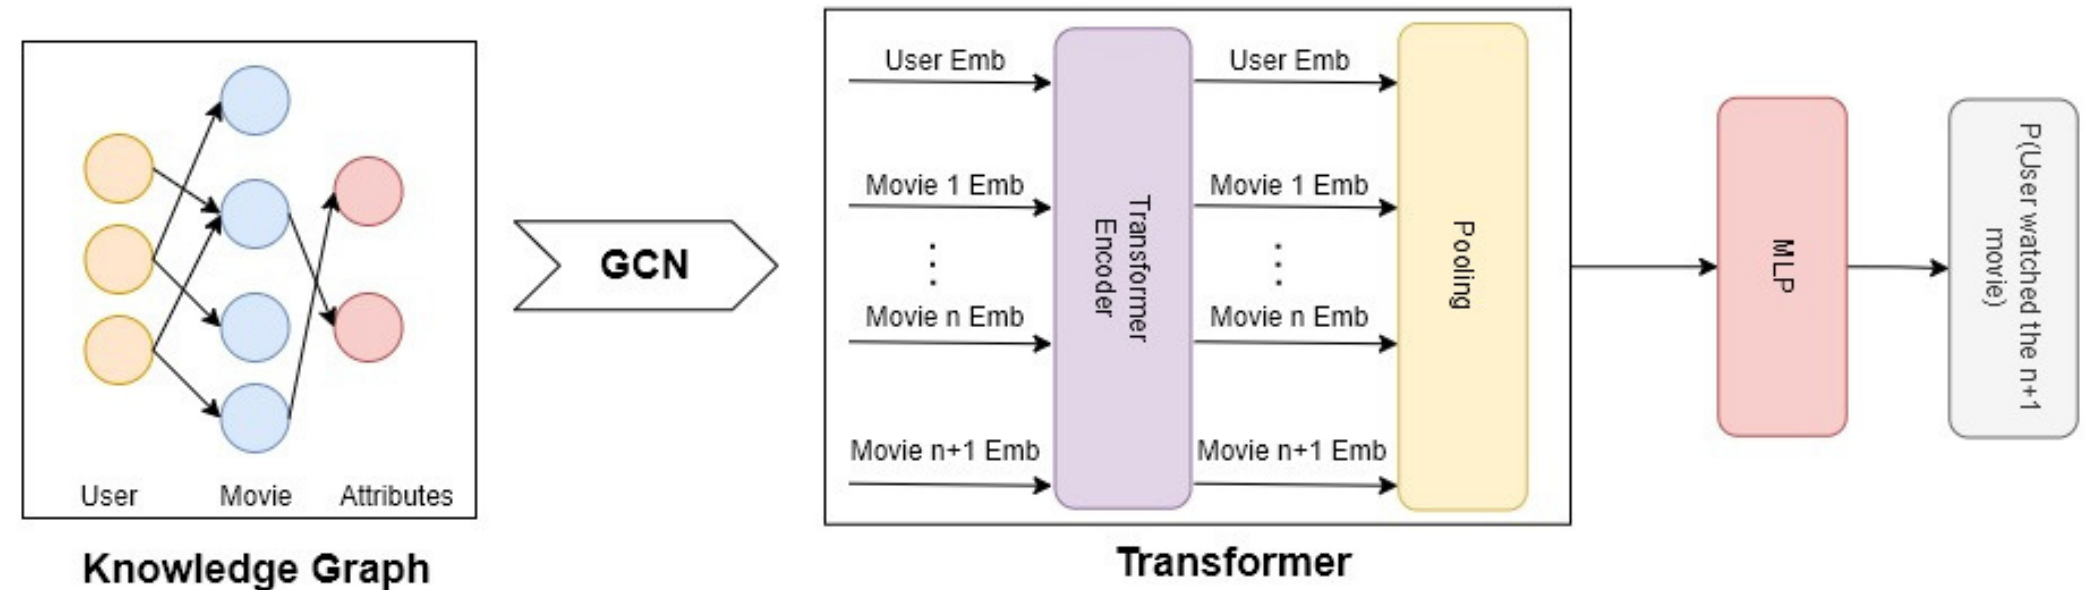 User
Movie
Attributes
Knowledge Graph
GCN
User Emb
Movie 1 Emb
Movie n Emb
Movie n+1 Emb
Transformer
Encoder
User Emb
Movie 1 Emb
Movie n Emb
Movie n+1 Emb
Pooling
Transformer
MLP
P(User watched the n+1
movie)